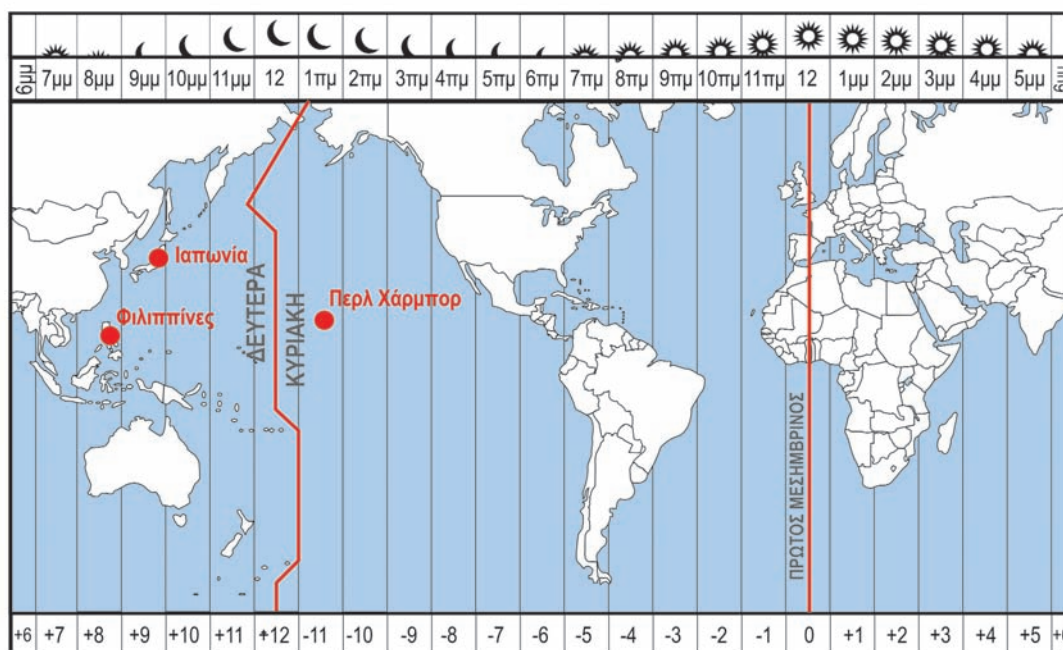 6μμ 7μμ 8μμ 9μμ 10μμ 11μμ 12 1πμ 2πμ 3πμ 4πμ 5πμ 6πμ 7πμ 8πμ 9πμ 10πμ 11πμ 12 1μμ 2μμ 3μμ 4μμ 5μμ 6μμ
Ιαπωνία
Φιλιππίνες
ΔΕΥΤΕΡΑ
ΚΥΡΙΑΚΗ
Περλ Χάρμπορ
ΠΡΩΤΟΣ ΜΕΣΗΜΒΡΙΝΟΣ
+6 +7 +8 +9 +10 +11 +12 -11 -10 -9 -8 -7 -6 -5 -4 -3 -2 -1 0 +1 +2 +3 +4 +5 +6